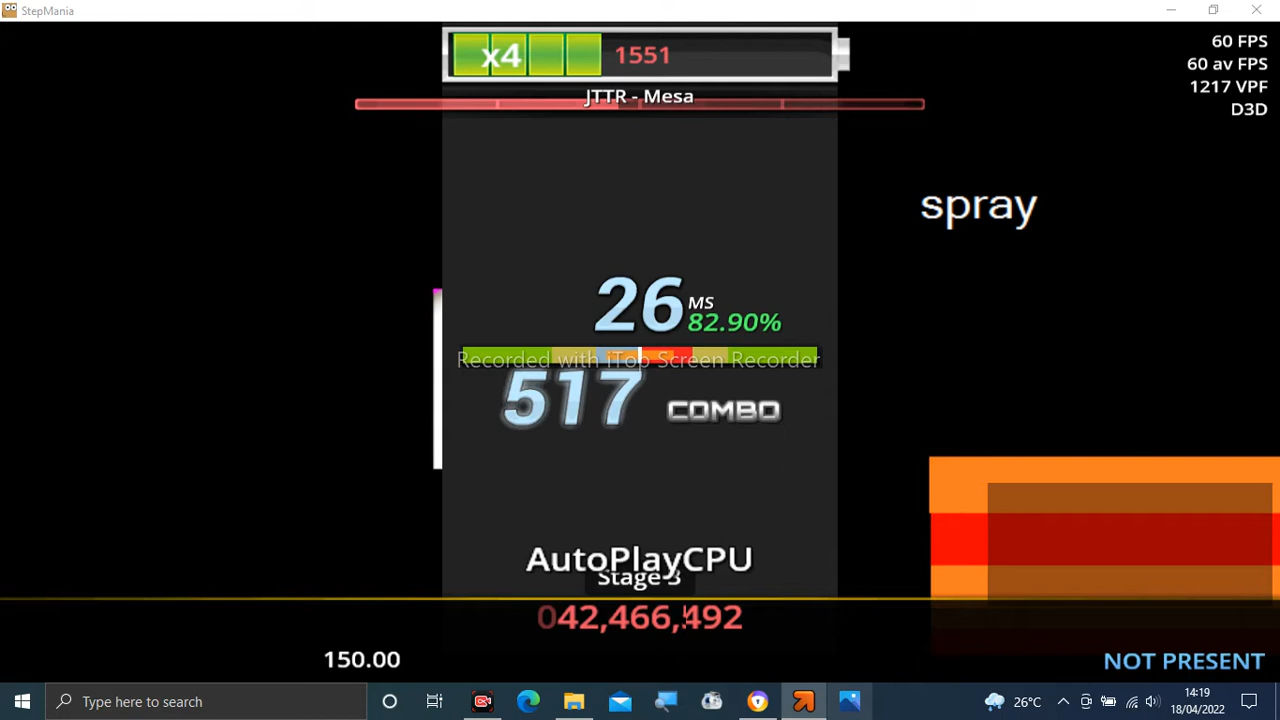 StepMania
x4 1551
60 FPS
60 av FPS
1217 VPF
D3D
JTTR - Mesa
spray
26 MS
82.90%
Recorded with iTop Screen Recorder
517 COMBO
AutoPlayCPU
Stage 3
042,466,492
150.00
NOT PRESENT
Type here to search
26°C
14:19
18/04/2022